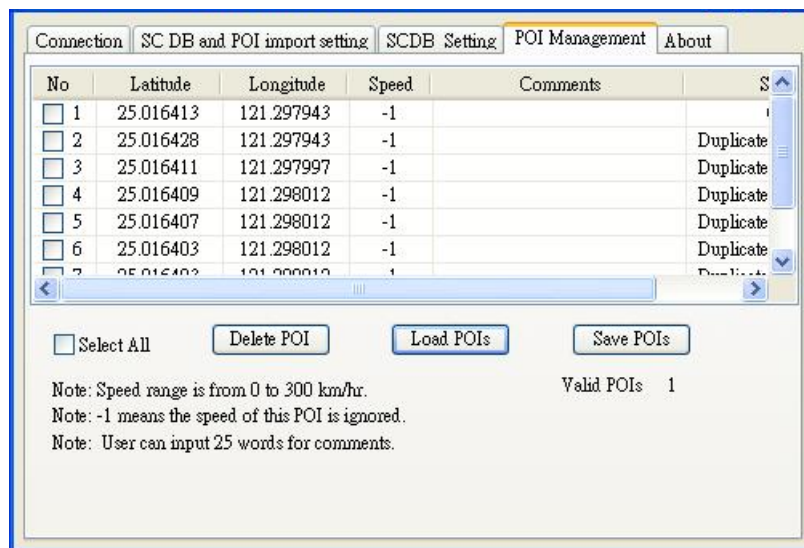 Connection SC DB and POI import setting SCDB Setting POI Management About
No Latitude Longitude Speed Comments S
1 25.016413 121.297943 -1
2 25.016428 121.297943 -1 Duplicate
3 25.016411 121.297997 -1 Duplicate
4 25.016409 121.298012 -1 Duplicate
5 25.016407 121.298012 -1 Duplicate
6 25.016403 121.298012 -1 Duplicate
Select All Delete POI Load POIs Save POIs
Valid POIs 1
Note: Speed range is from 0 to 300 km/hr.
Note: -1 means the speed of this POI is ignored.
Note: User can input 25 words for comments.